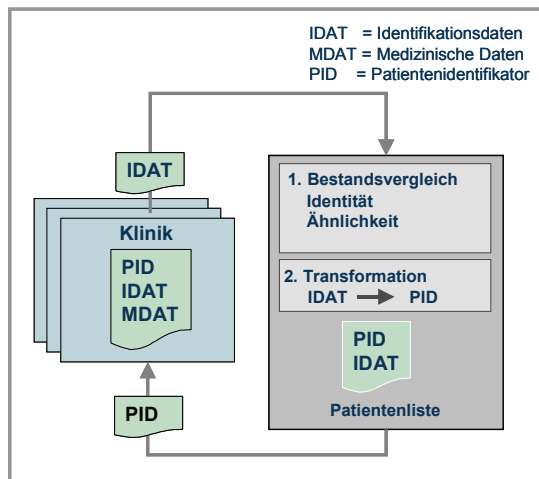 IDAT = Identifikationsdaten
MDAT = Medizinische Daten
PID = Patientenidentifikator
IDAT
Klinik
PID
IDAT
MDAT
PID
1. Bestandsvergleich
Identität
Ähnlichkeit
2. Transformation
IDAT → PID
PID
IDAT
Patientenliste